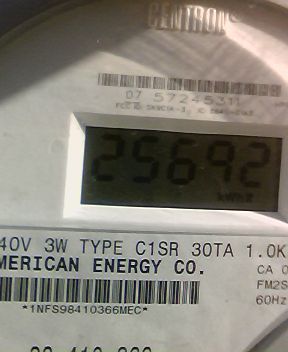 CENTRON
07 57245311
25692
kWh
40V 3W TYPE C1SR 30TA 1.0K
MERICAN ENERGY CO.
CA 0
FM2S
*1NFS98410366MEC*
60Hz